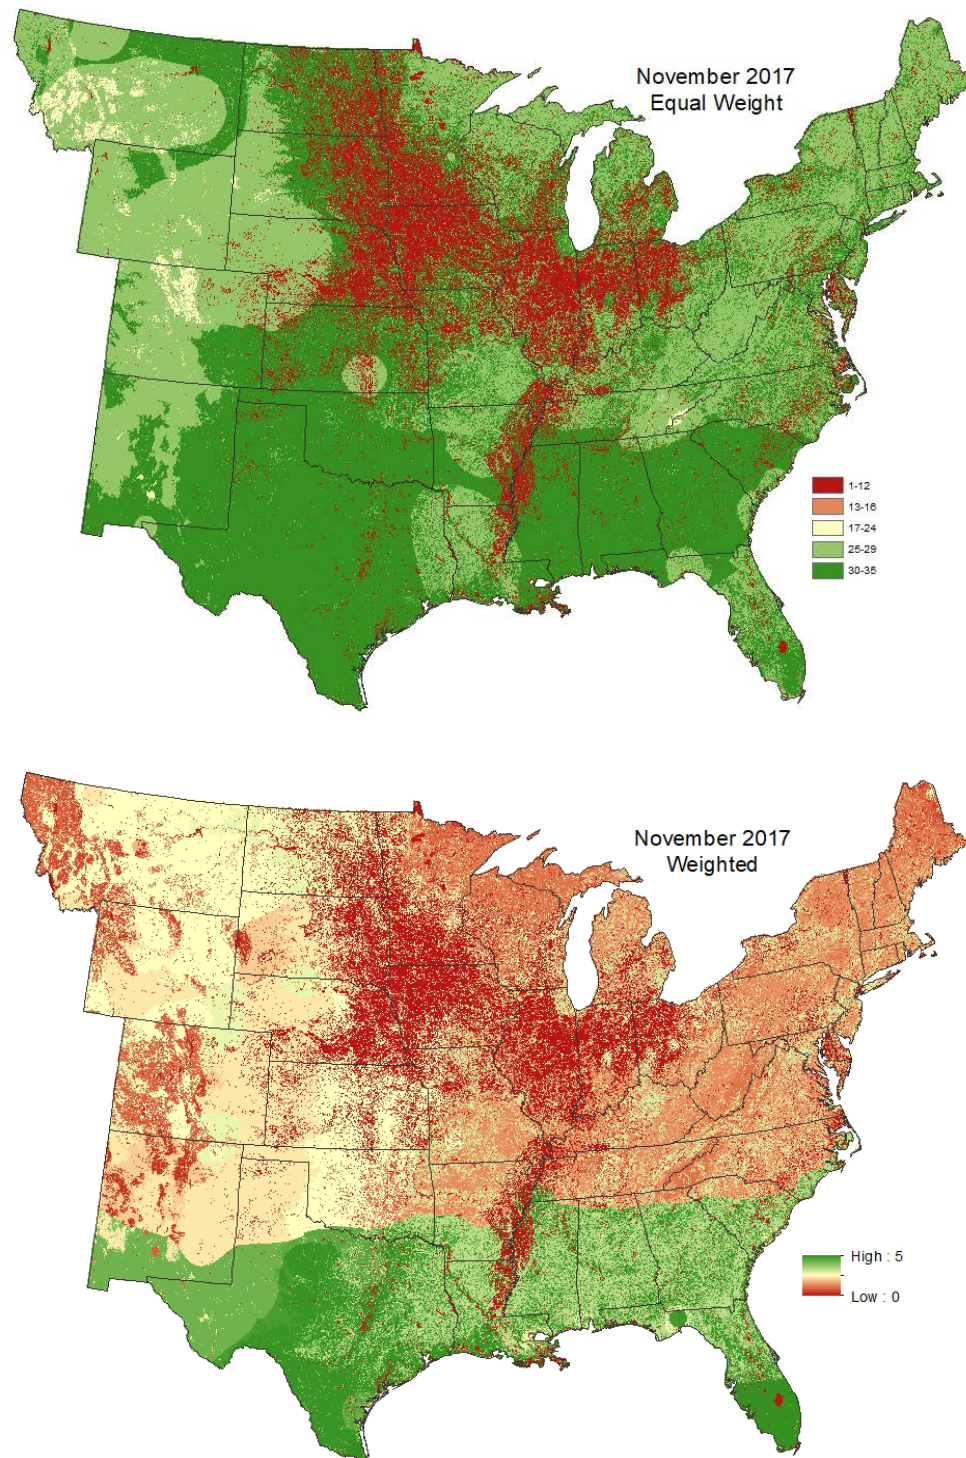 November 2017
Equal Weight
1-12
13-16
17-24
25-29
30-35
November 2017
Weighted
High : 5
Low : 0